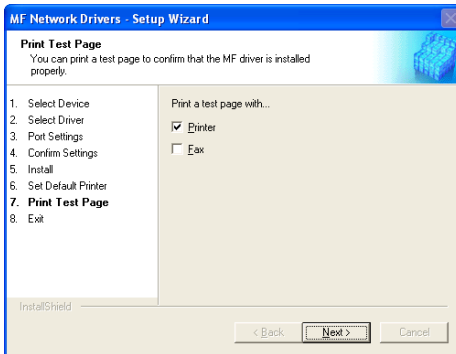 MF Network Drivers - Setup Wizard
Print Test Page
You can print a test page to confirm that the MF driver is installed
properly.
1. Select Device
2. Select Driver
3. Port Settings
4. Confirm Settings
5. Install
6. Set Default Printer
7. Print Test Page
8. Exit
Print a test page with...
Printer
Fax
InstallShield
< Back
Next >
Cancel